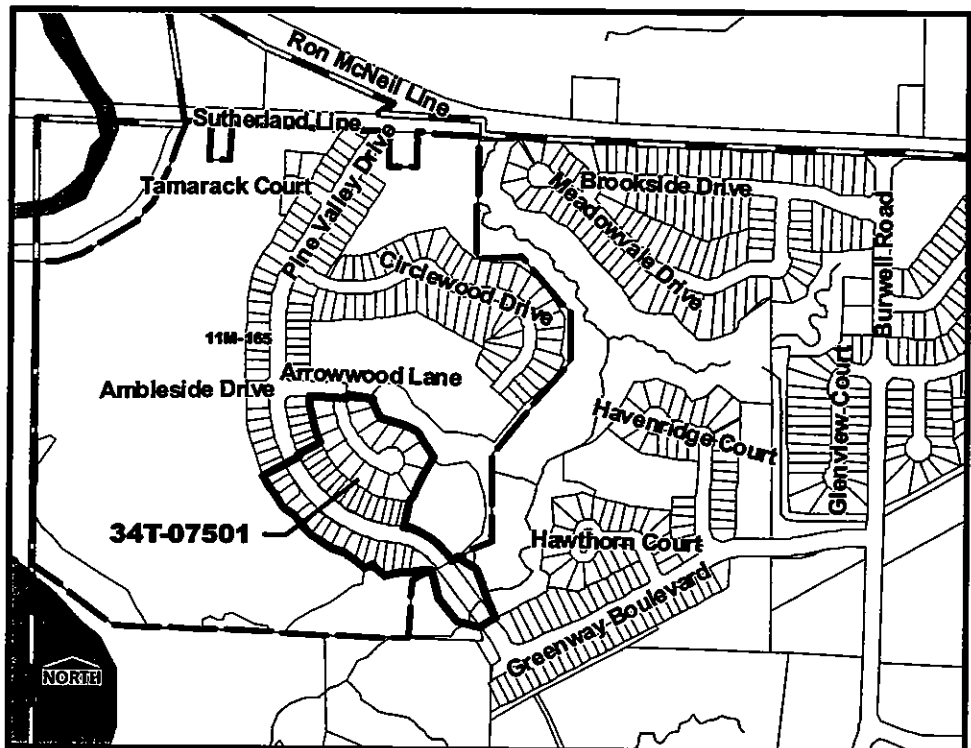 Ron McNeil Line
Sutherland Line
Tamarack Court
Pine Valley Drive
Brookside Drive
Meadowvale Drive
Burwell Road
Circlewood Drive
11M-165
Ambleside Drive
Arrowwood Lane
Glenview Court
Havenridge Court
34T-07501
Hawthorn Court
Greenway Boulevard
NORTH